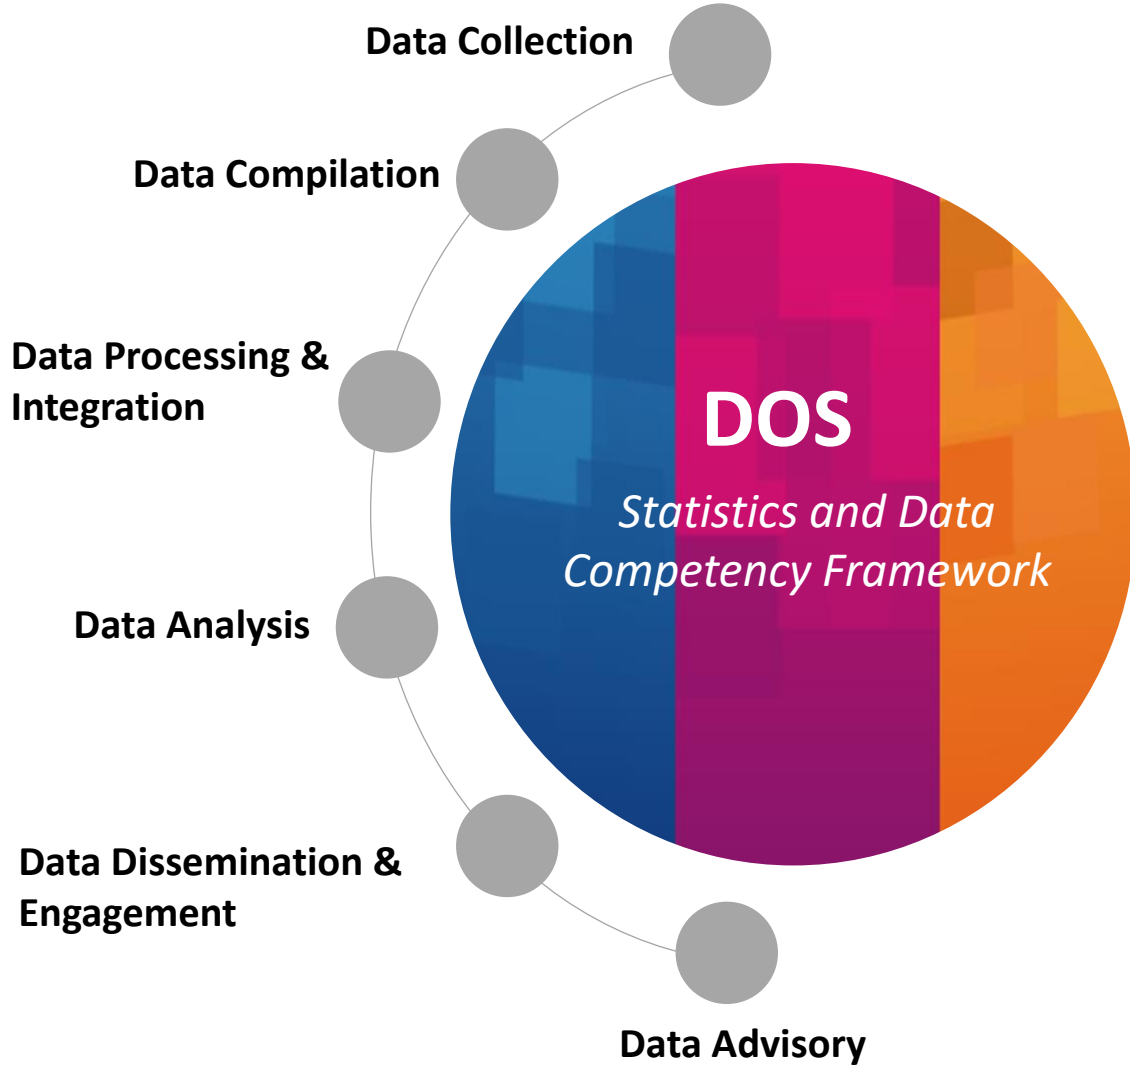 Data Collection
Data Compilation
Data Processing &
Integration
DOS
Statistics and Data
Competency Framework
Data Analysis
Data Dissemination &
Engagement
Data Advisory